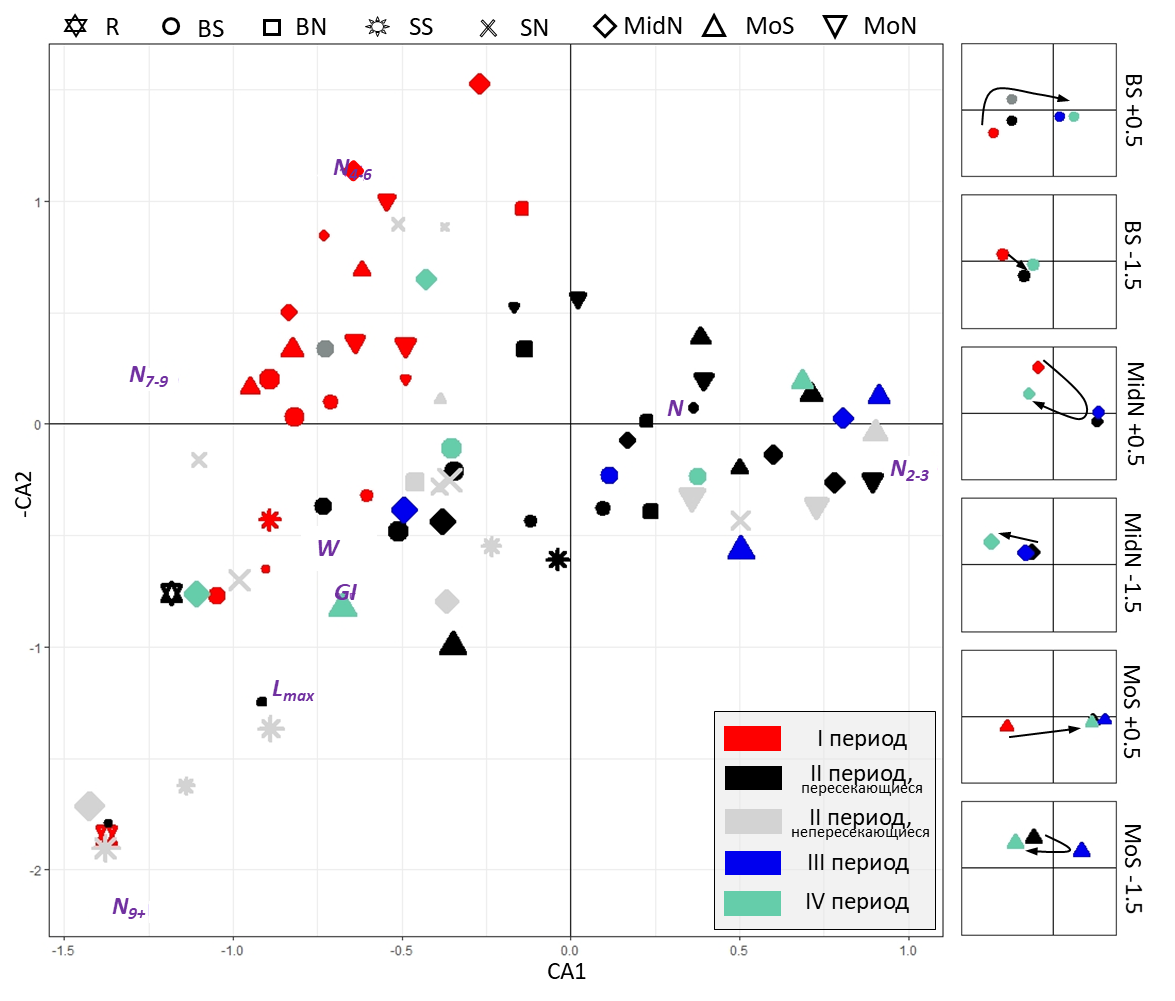 R BS BN SS SN MidN MoS MoN
BS +0.5
BS -1.5
MidN +0.5
MidN -1.5
MoS +0.5
MoS -1.5
-CA2
1
0
-1
-2
N7-9
N
N2-3
W
GI
Lmax
N9+
I период
II период,
пересекающиеся
II период,
непересекающиеся
III период
IV период
-1.5 -1.0 -0.5 0.0 0.5 1.0
CA1